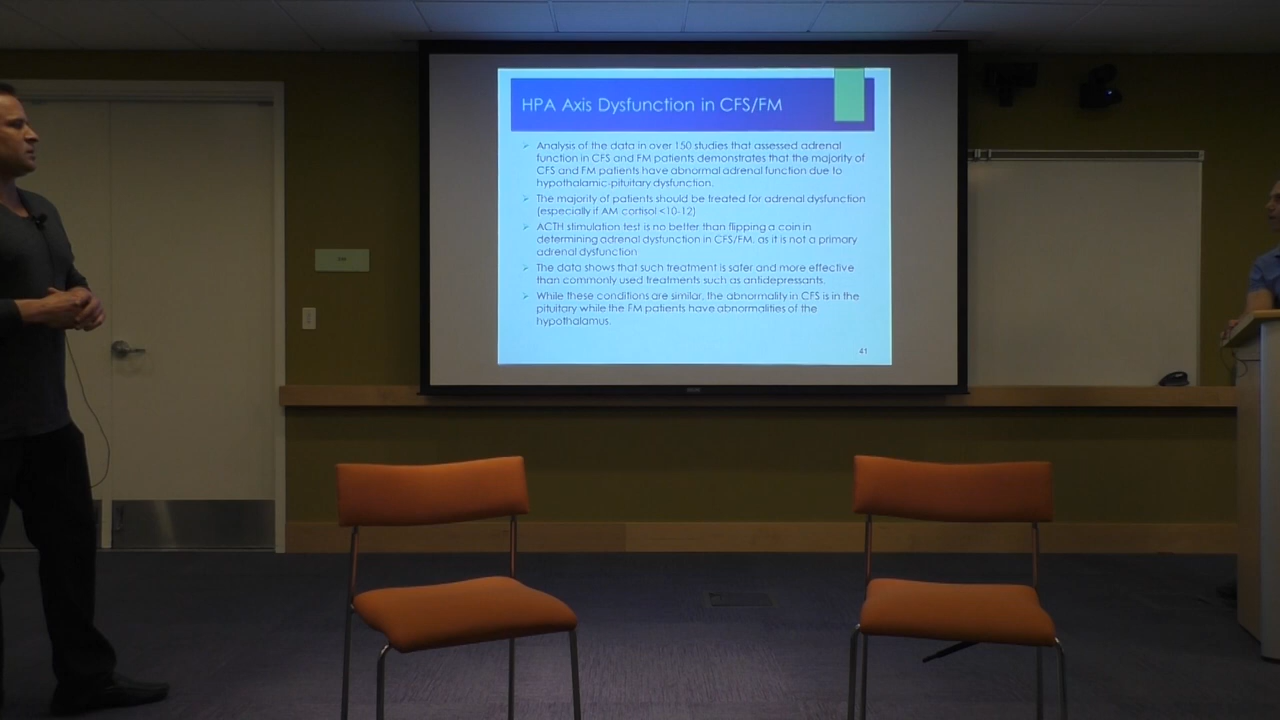 HPA Axis Dysfunction in CFS/FM
➢ Analysis of the data in over 150 studies that assessed adrenal
function in CFS and FM patients demonstrates that the majority of
CFS and FM patients have abnormal adrenal function due to
hypothalamic-pituitary dysfunction.
➢ The majority of patients should be treated for adrenal dysfunction
(especially if AM cortisol <10-12)
➢ ACTH stimulation test is no better than flipping a coin in
determining adrenal dysfunction in CFS/FM, as it is not a primary
adrenal dysfunction
➢ The data shows that such treatment is safer and more effective
than commonly used treatments such as antidepressants.
➢ While these conditions are similar, the abnormality in CFS is in the
pituitary while the FM patients have abnormalities of the
hypothalamus.
41